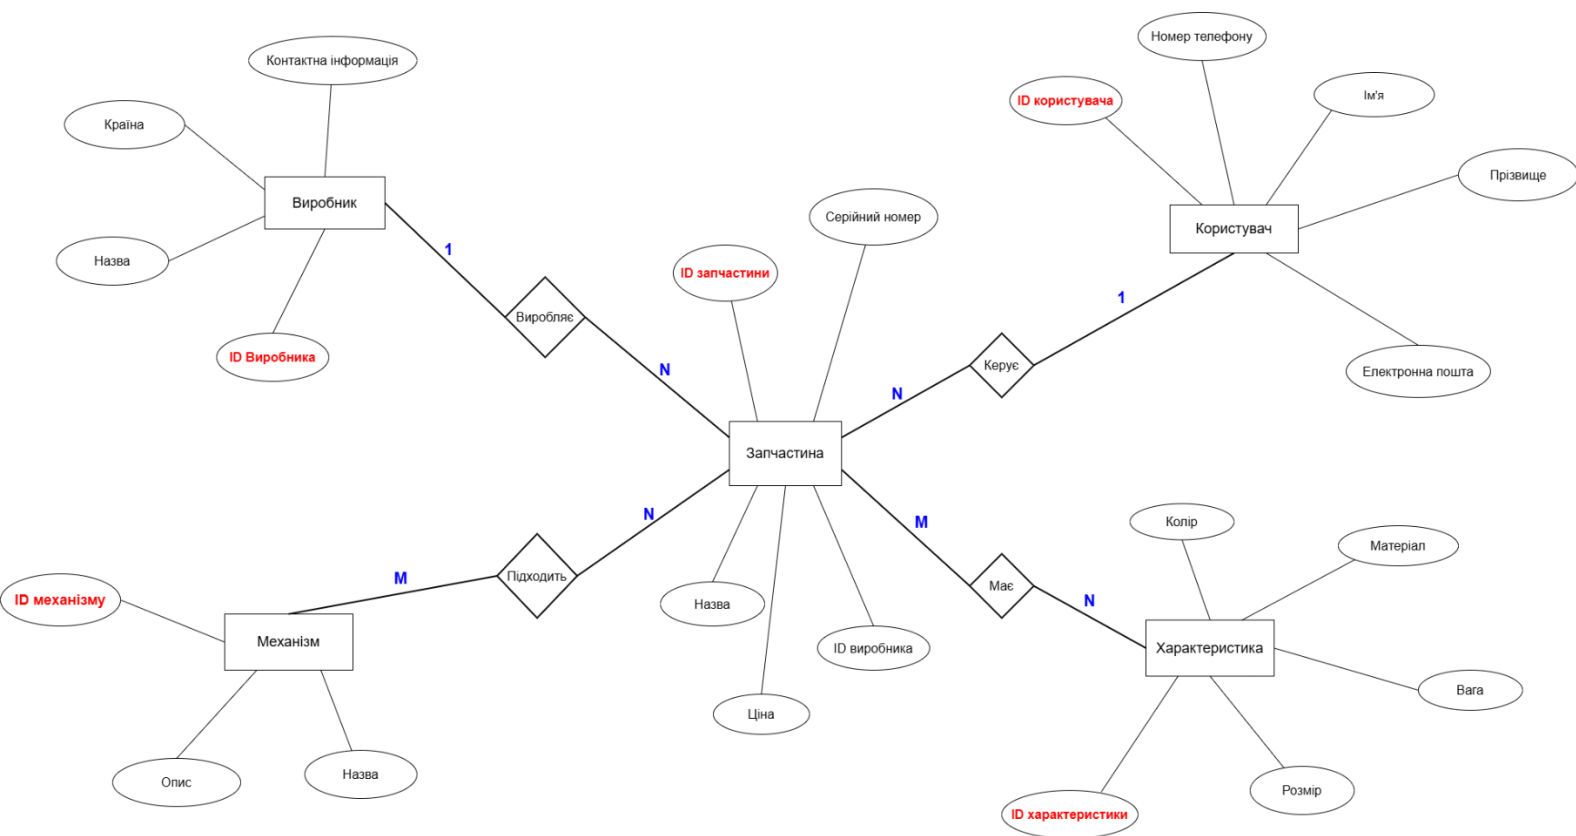 Номер телефону
Контактна інформація
Ім'я
ID користувача
Країна
Прізвище
Виробник
Серійний номер
Користувач
1
Назва
ID запчастини
1
Виробляє
ID Виробника
Керує
N
Електронна пошта
N
Запчастина
N
M
Колір
Матеріал
M
Підходить
Має
ID механізму
Назва
N
Механізм
ID виробника
Характеристика
Вага
Ціна
Опис
Назва
Розмір
ID характеристики